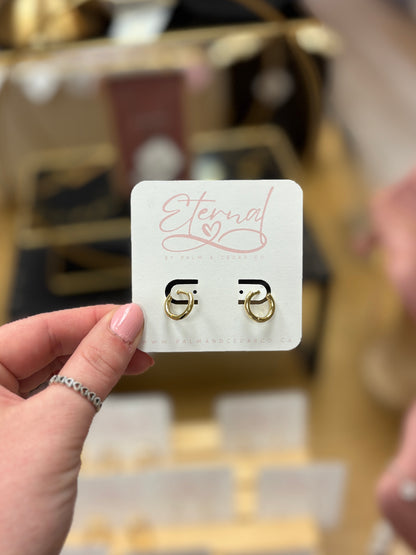 Eternal
BY PALM & CEDAR CO.
WWW.PALMANDCEDARCO.CA